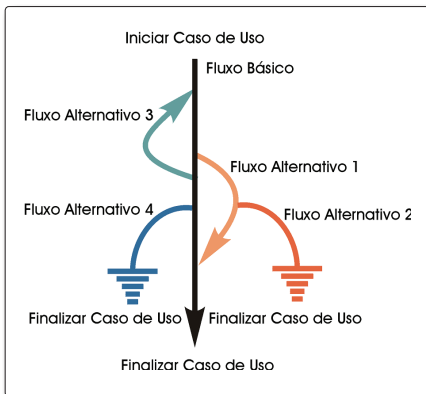 Iniciar Caso de Uso
Fluxo Básico
Fluxo Alternativo 3
Fluxo Alternativo 1
Fluxo Alternativo 4
Fluxo Alternativo 2
Finalizar Caso de Uso
Finalizar Caso de Uso
Finalizar Caso de Uso